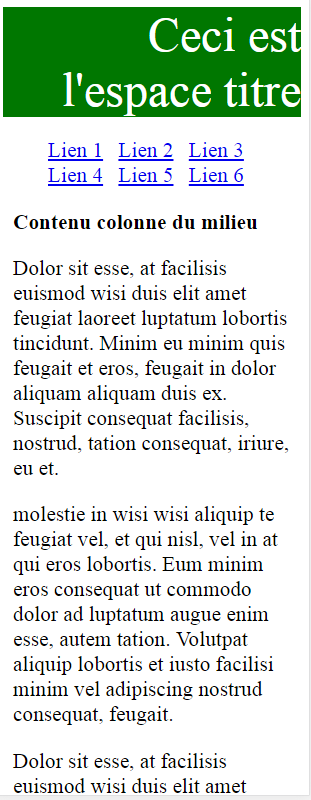 Ceci est
l'espace titre
Lien 1 Lien 2 Lien 3
Lien 4 Lien 5 Lien 6
Contenu colonne du milieu
Dolor sit esse, at facilisis
euismod wisi duis elit amet
feugiat laoreet luptatum lobortis
tincidunt. Minim eu minim quis
feugait et eros, feugait in dolor
aliquam aliquam duis ex.
Suscipit consequat facilisis,
nostrud, tation consequat, iriure,
eu et.
molestie in wisi wisi aliquip te
feugiat vel, et qui nisl, vel in at
qui eros lobortis. Eum minim
eros consequat ut commodo
dolor ad luptatum augue enim
esse, autem tation. Volutpat
aliquip lobortis et iusto facilisi
minim vel adipiscing nostrud
consequat, feugait.
Dolor sit esse, at facilisis
euismod wisi duis elit amet